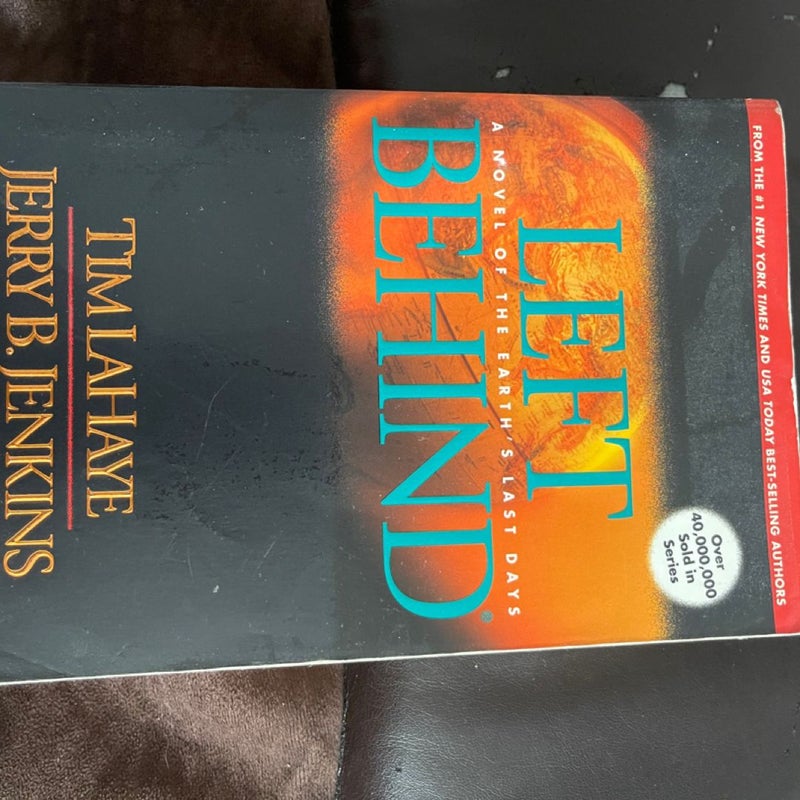 FROM THE #1 NEW YORK TIMES AND USA TODAY BEST-SELLING AUTHORS
Over
40,000,000
Sold in
Series
LEFT
A NOVEL OF THE EARTH'S LAST DAYS
BEHIND®
TIM LAHAYE
JERRY B. JENKINS